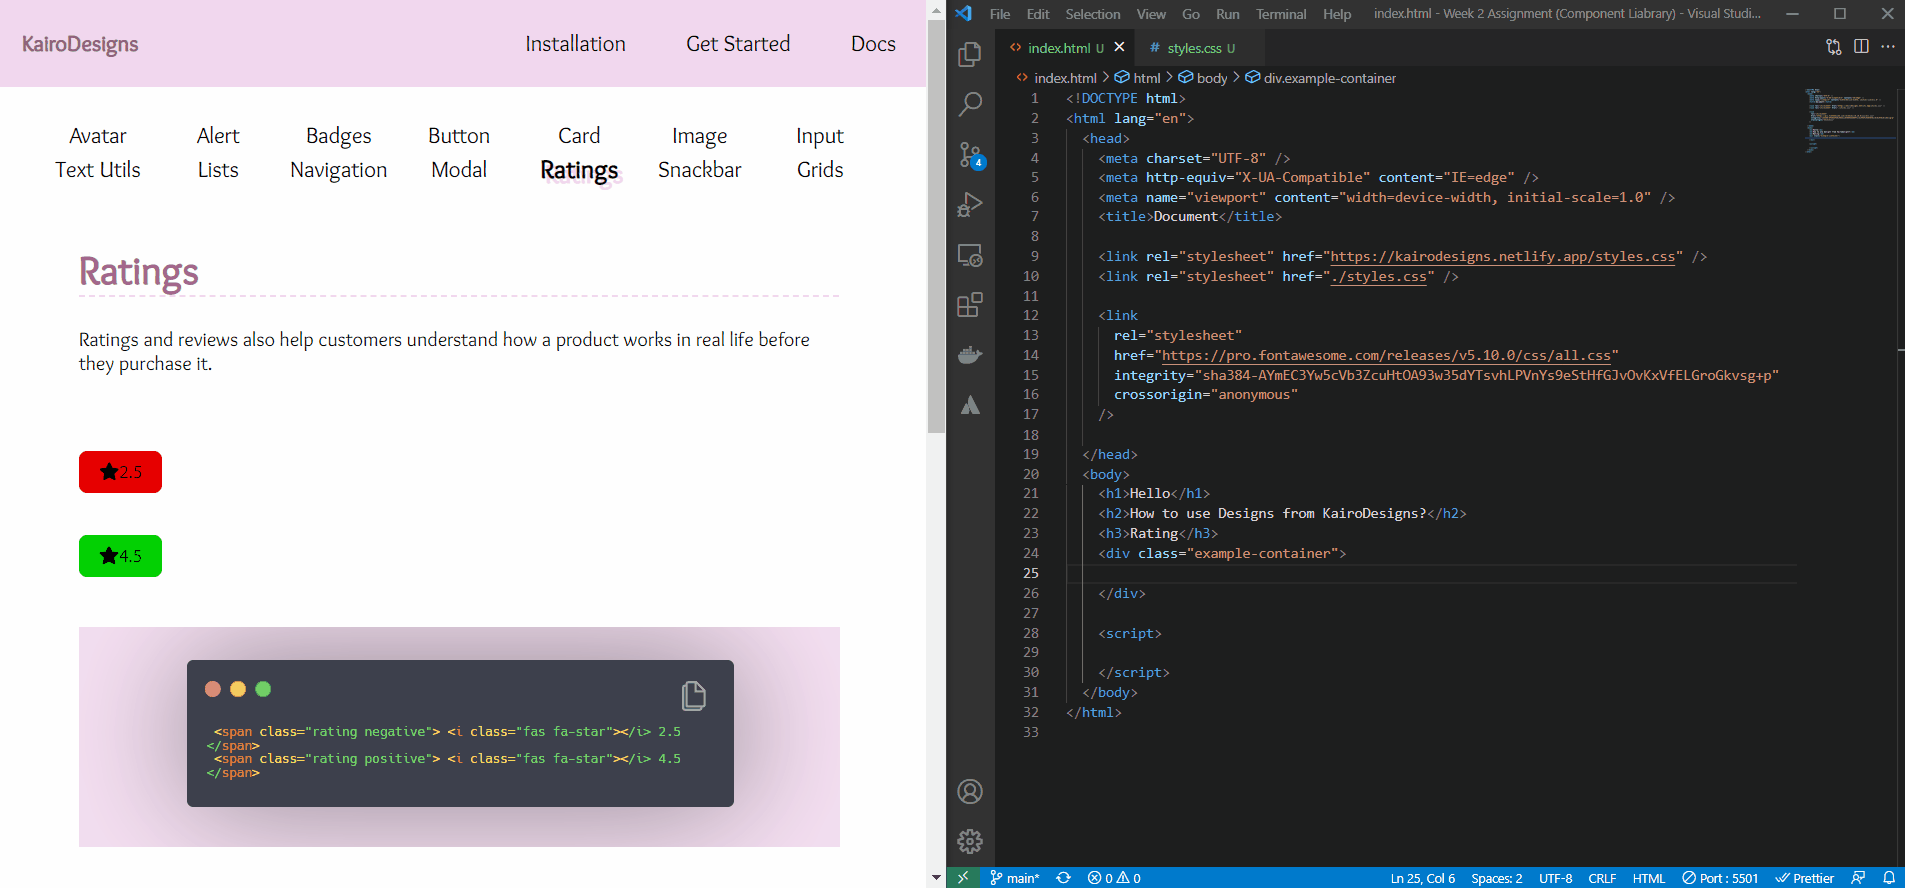 KairoDesigns
Installation Get Started Docs
Avatar Alert Badges Button Card Image Input
Text Utils Lists Navigation Modal Ratings Snackbar Grids
Ratings
Ratings and reviews also help customers understand how a product works in real life before
they purchase it.
2.5
4.5
<span class="rating negative"> <i class="fas fa-star"></i> 2.5
</span>
<span class="rating positive"> <i class="fas fa-star"></i> 4.5
</span>
File Edit Selection View Go Run Terminal Help index.html - Week 2 Assignment (Component Liabrary) - Visual Studi...
index.html U styles.css U
index.html > html > body > div.example-container
1 <!DOCTYPE html>
2 <html lang="en">
3 <head>
4 <meta charset="UTF-8" />
5 <meta http-equiv="X-UA-Compatible" content="IE=edge" />
6 <meta name="viewport" content="width=device-width, initial-scale=1.0" />
7 <title>Document</title>
8
9 <link rel="stylesheet" href="https://kairodesigns.netlify.app/styles.css" />
10 <link rel="stylesheet" href="./styles.css" />
11
12 <link
13 rel="stylesheet"
14 href="https://pro.fontawesome.com/releases/v5.10.0/css/all.css"
15 integrity="sha384-AYmEC3Yw5cVb3ZcuHtOA93w35dYTsvhLPVnYs9eStHfGJvOvKxVfELGroGkvsg+p"
16 crossorigin="anonymous"
17 />
18
19 </head>
20 <body>
21 <h1>Hello</h1>
22 <h2>How to use Designs from KairoDesigns?</h2>
23 <h3>Rating</h3>
24 <div class="example-container">
25
26 </div>
27
28 <script>
29
30 </script>
31 </body>
32 </html>
33
4
main* 0 0 Ln 25, Col 6 Spaces: 2 UTF-8 CRLF HTML Port : 5501 Prettier